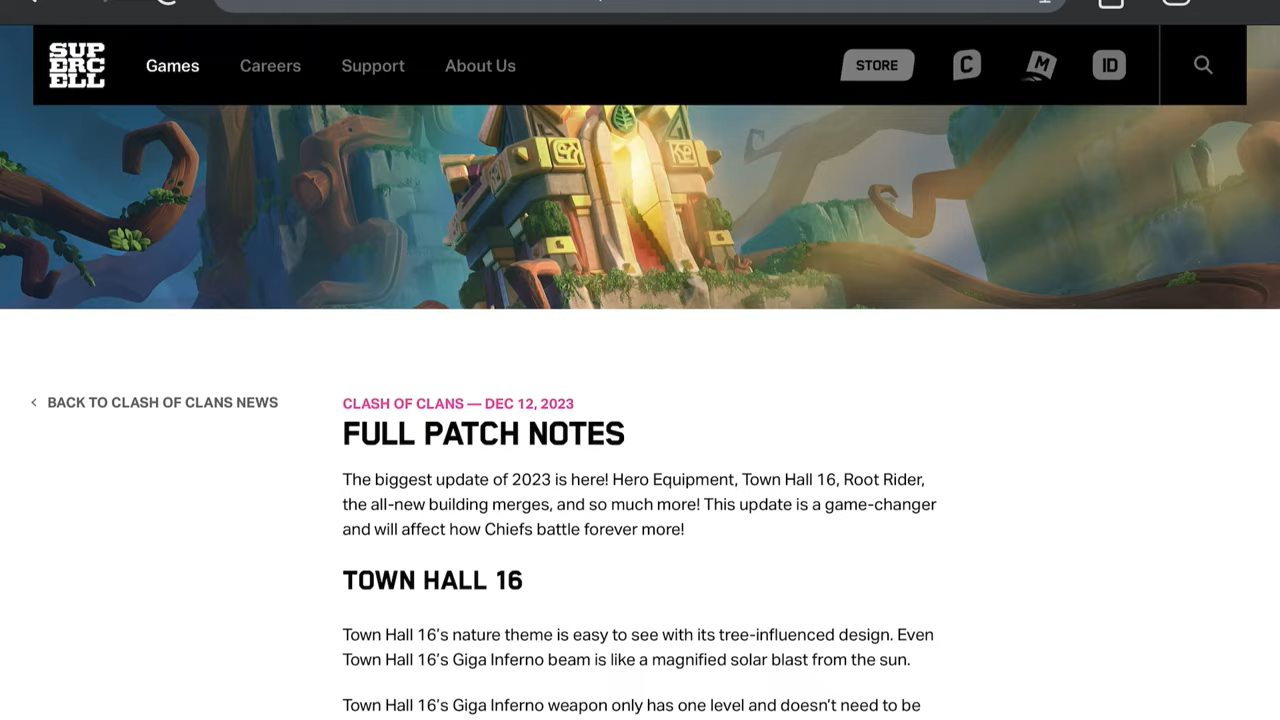 SUP
ERC
ELL
Games
Careers
Support
About Us
STORE
C
M
ID
BACK TO CLASH OF CLANS NEWS
CLASH OF CLANS — DEC 12, 2023
FULL PATCH NOTES
The biggest update of 2023 is here! Hero Equipment, Town Hall 16, Root Rider,
the all-new building merges, and so much more! This update is a game-changer
and will affect how Chiefs battle forever more!
TOWN HALL 16
Town Hall 16’s nature theme is easy to see with its tree-influenced design. Even
Town Hall 16’s Giga Inferno beam is like a magnified solar blast from the sun.
Town Hall 16’s Giga Inferno weapon only has one level and doesn’t need to be